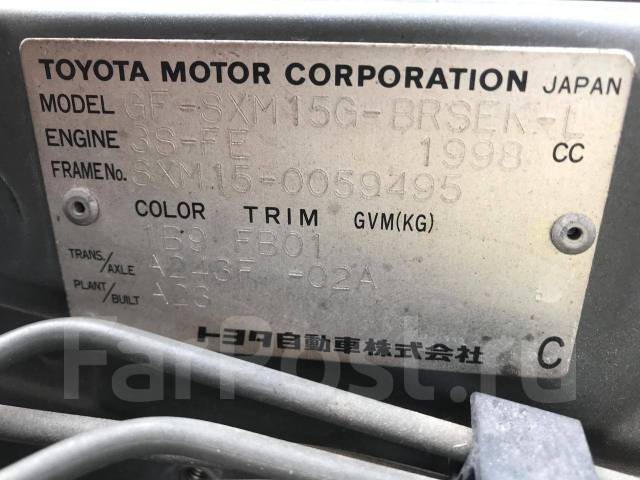 TOYOTA MOTOR CORPORATION JAPAN
MODEL GF-SXM15G-BRSEK-L
ENGINE 3S-FE 1998 CC
FRAME No. SXM15-0059495
COLOR TRIM GVM(KG)
1B9 FB01
TRANS./AXLE A243F -02A
PLANT/BUILT A23
トヨタ自動車株式会社 C
FarPost.ru